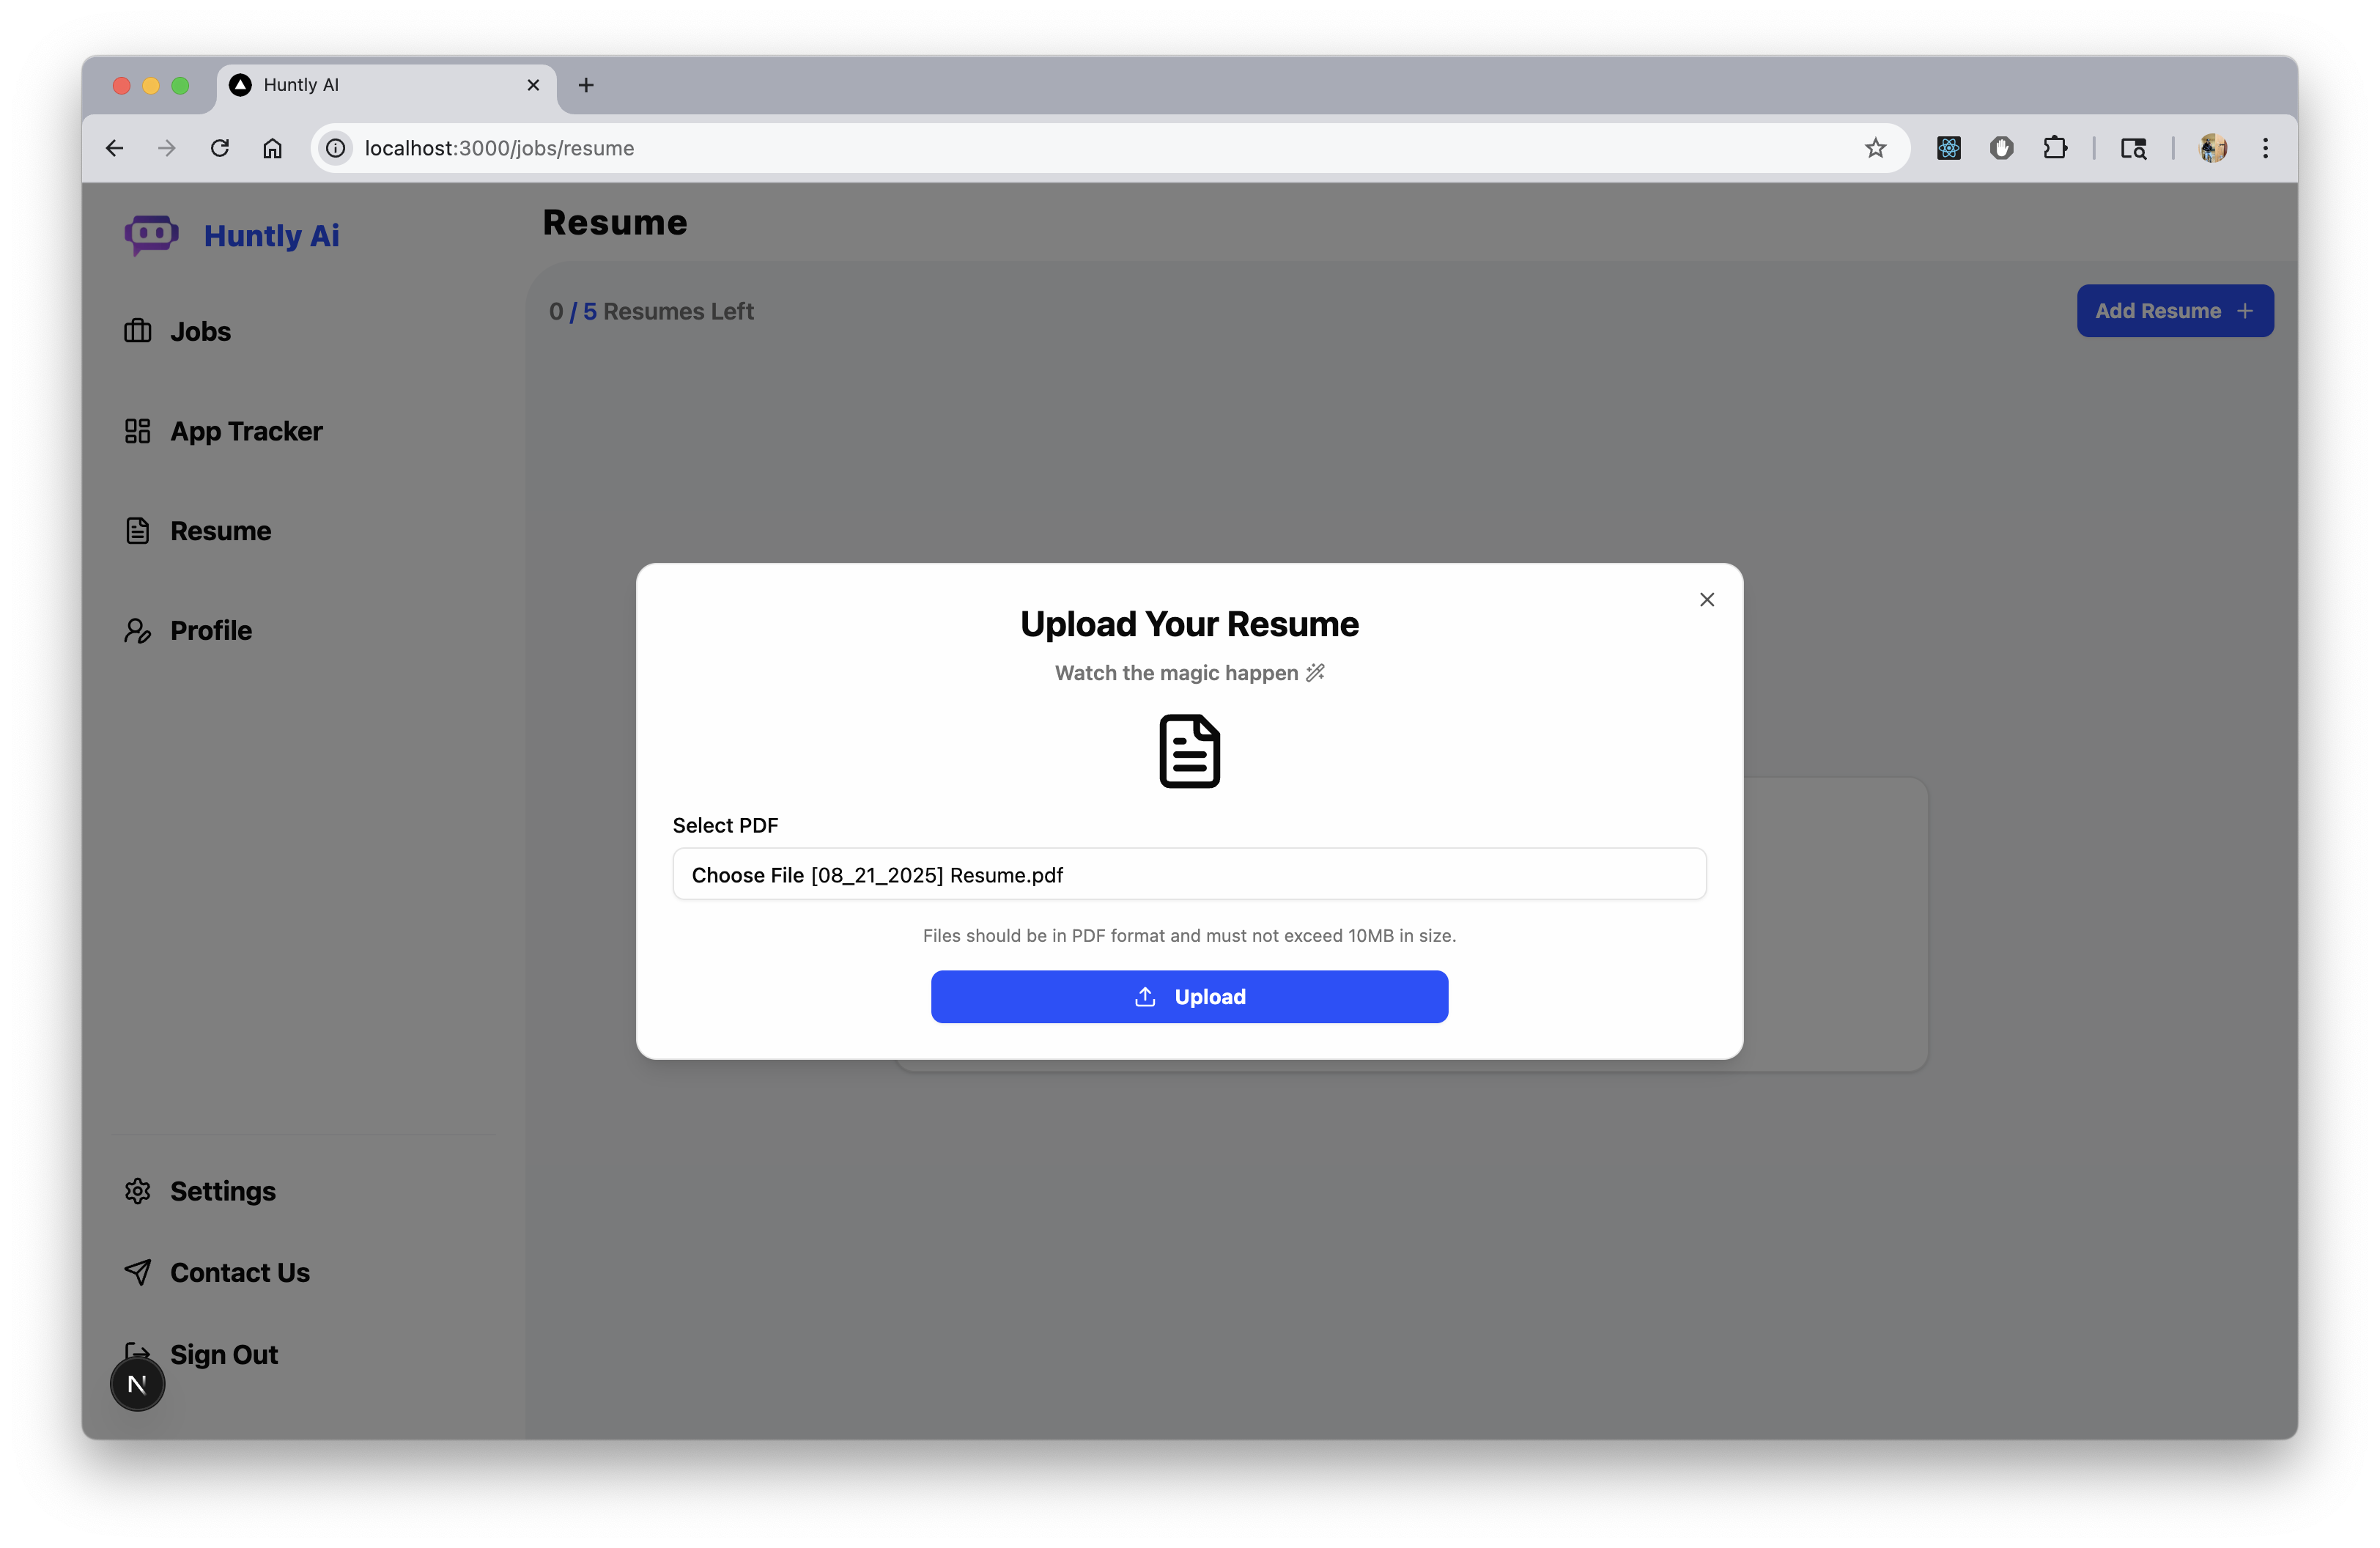 Huntly AI
localhost:3000/jobs/resume
Huntly Ai
Resume
Jobs
App Tracker
Resume
Profile
0 / 5 Resumes Left
Add Resume +
Upload Your Resume
Watch the magic happen
Select PDF
Choose File [08_21_2025] Resume.pdf
Files should be in PDF format and must not exceed 10MB in size.
Upload
Settings
Contact Us
Sign Out
N